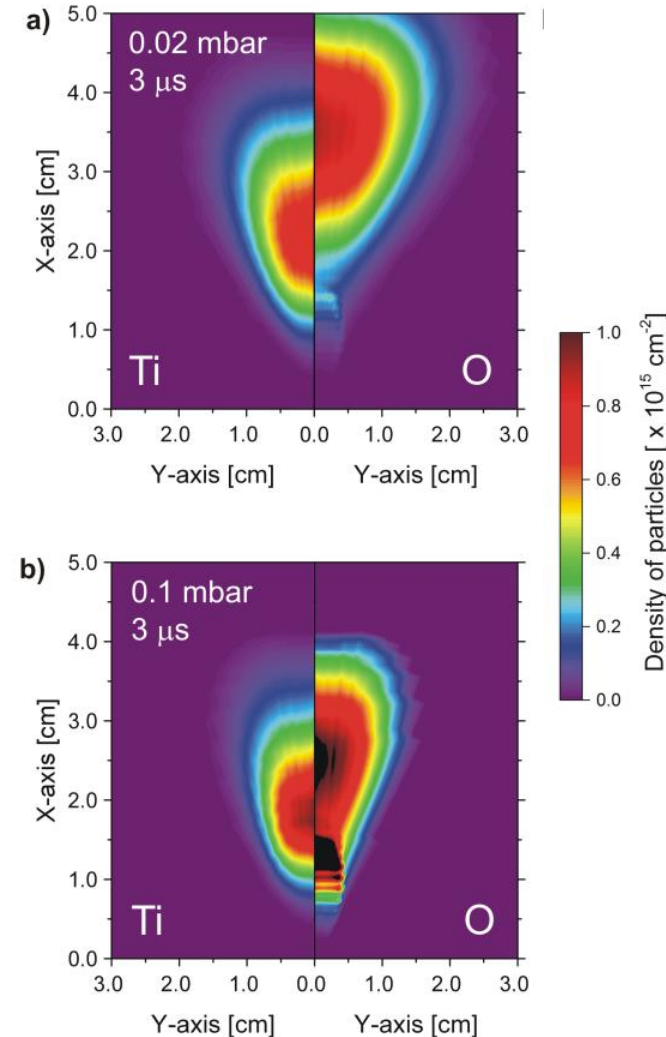 a)
0.02 mbar
3 μs
5.0
4.0
3.0
2.0
1.0
0.0
X-axis [cm]
Ti
O
3.0 2.0 1.0 0.0 1.0 2.0 3.0
Y-axis [cm] Y-axis [cm]
1.0
0.8
0.6
0.4
0.2
0.0
Density of particles [ x 10¹⁵ cm⁻²]
b)
0.1 mbar
3 μs
5.0
4.0
3.0
2.0
1.0
0.0
X-axis [cm]
Ti
O
3.0 2.0 1.0 0.0 1.0 2.0 3.0
Y-axis [cm] Y-axis [cm]